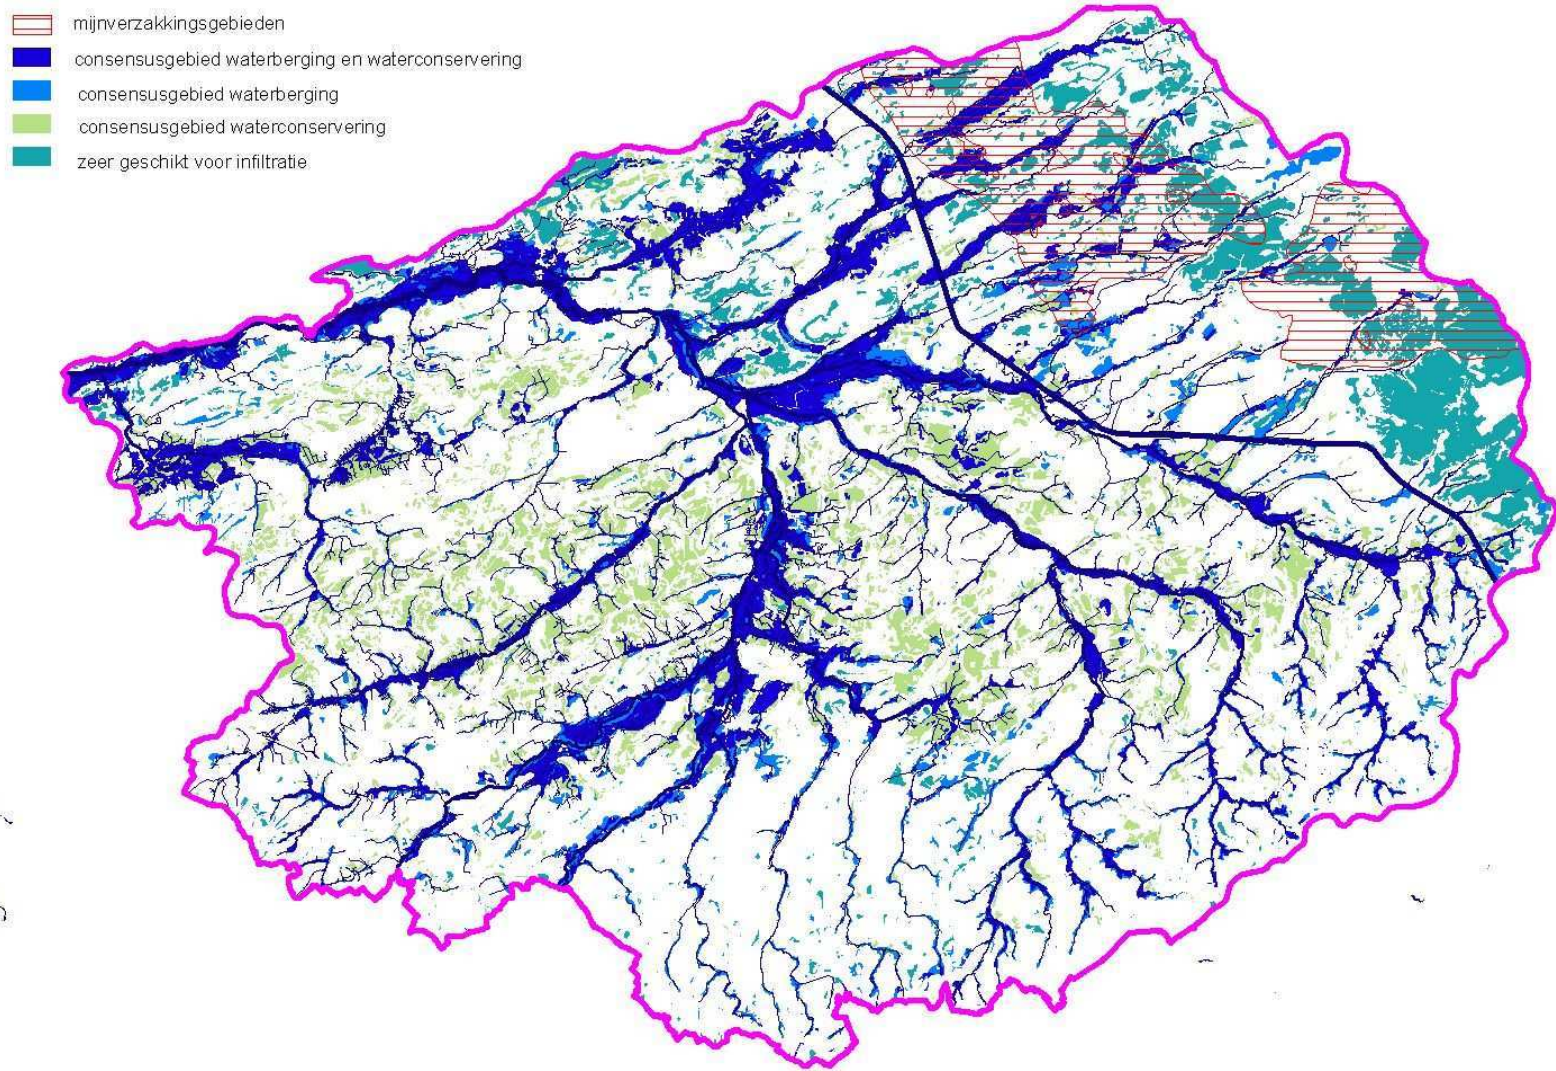 mijnverzakkingsgebieden
consensusgebied waterberging en waterconservering
consensusgebied waterberging
consensusgebied waterconservering
zeer geschikt voor infiltratie